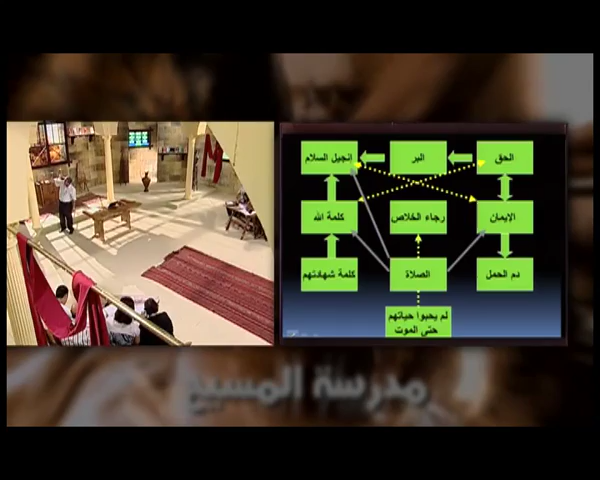 الحق
البر
إنجيل السلام
الإيمان
رجاء الخلاص
كلمة الله
دم الحمل
الصلاة
كلمة شهادتهم
لم يحبوا حياتهم
حتى الموت
مدرسة المسيح